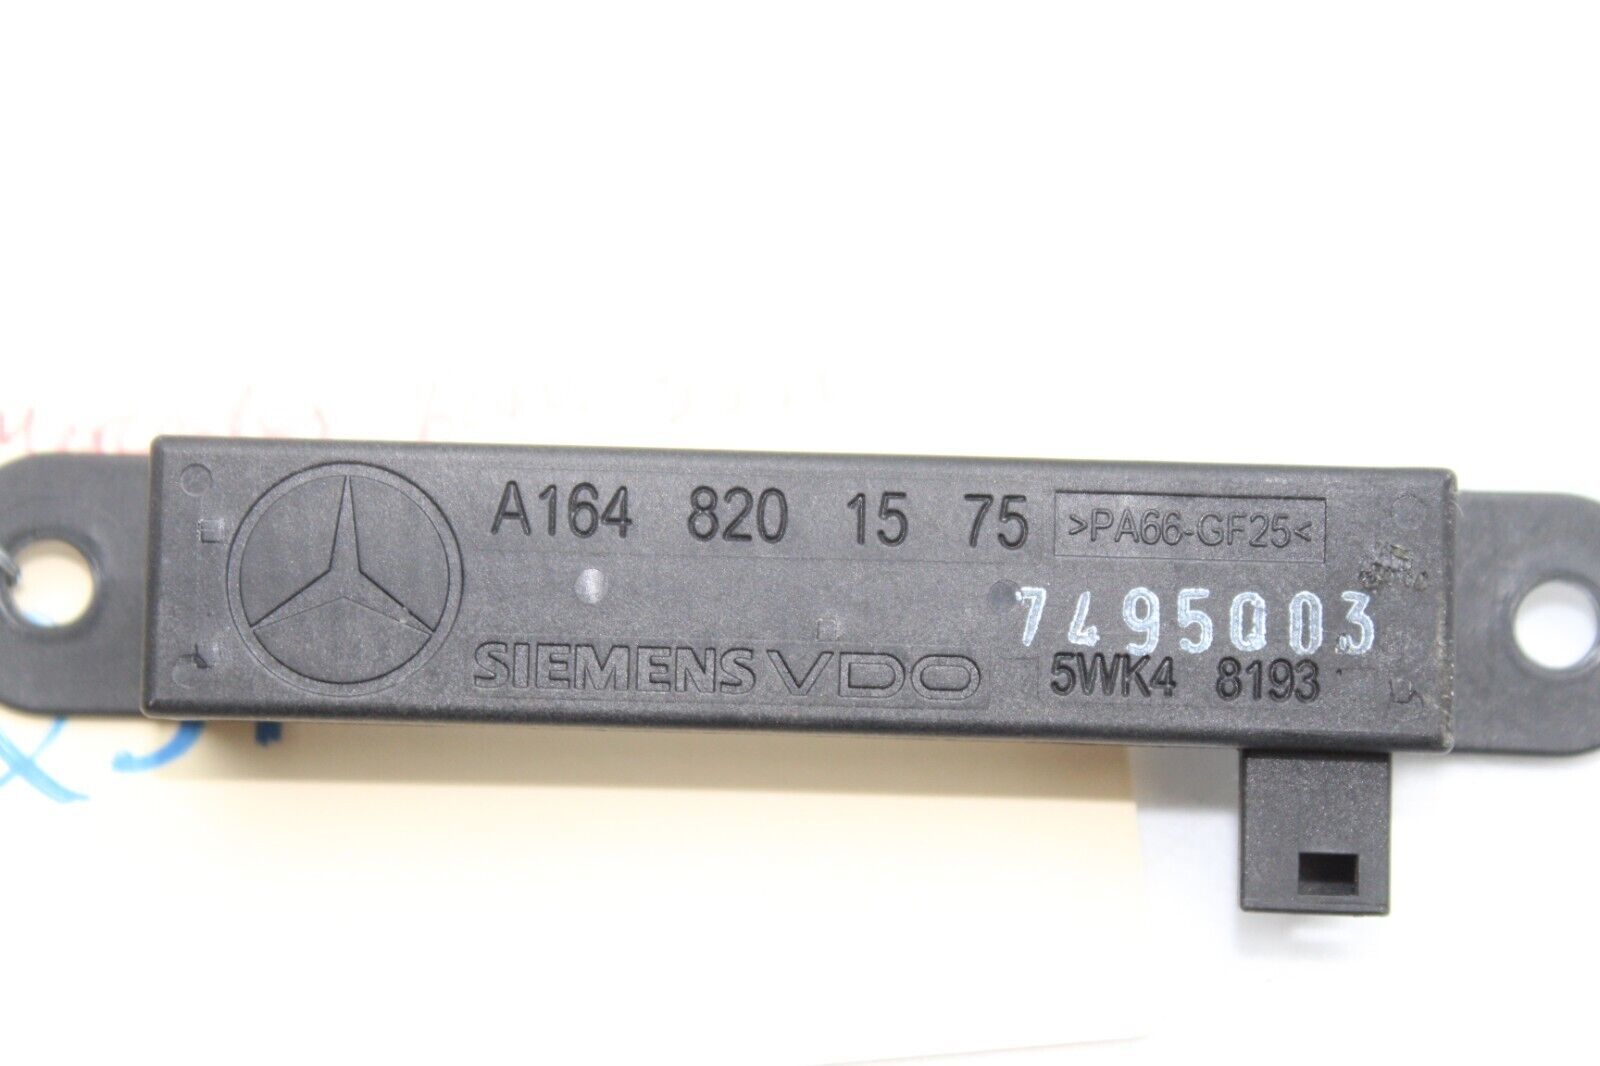 A164 820 15 75 >PA66-GF25<
7495003
SIEMENS VDO 5WK4 8193